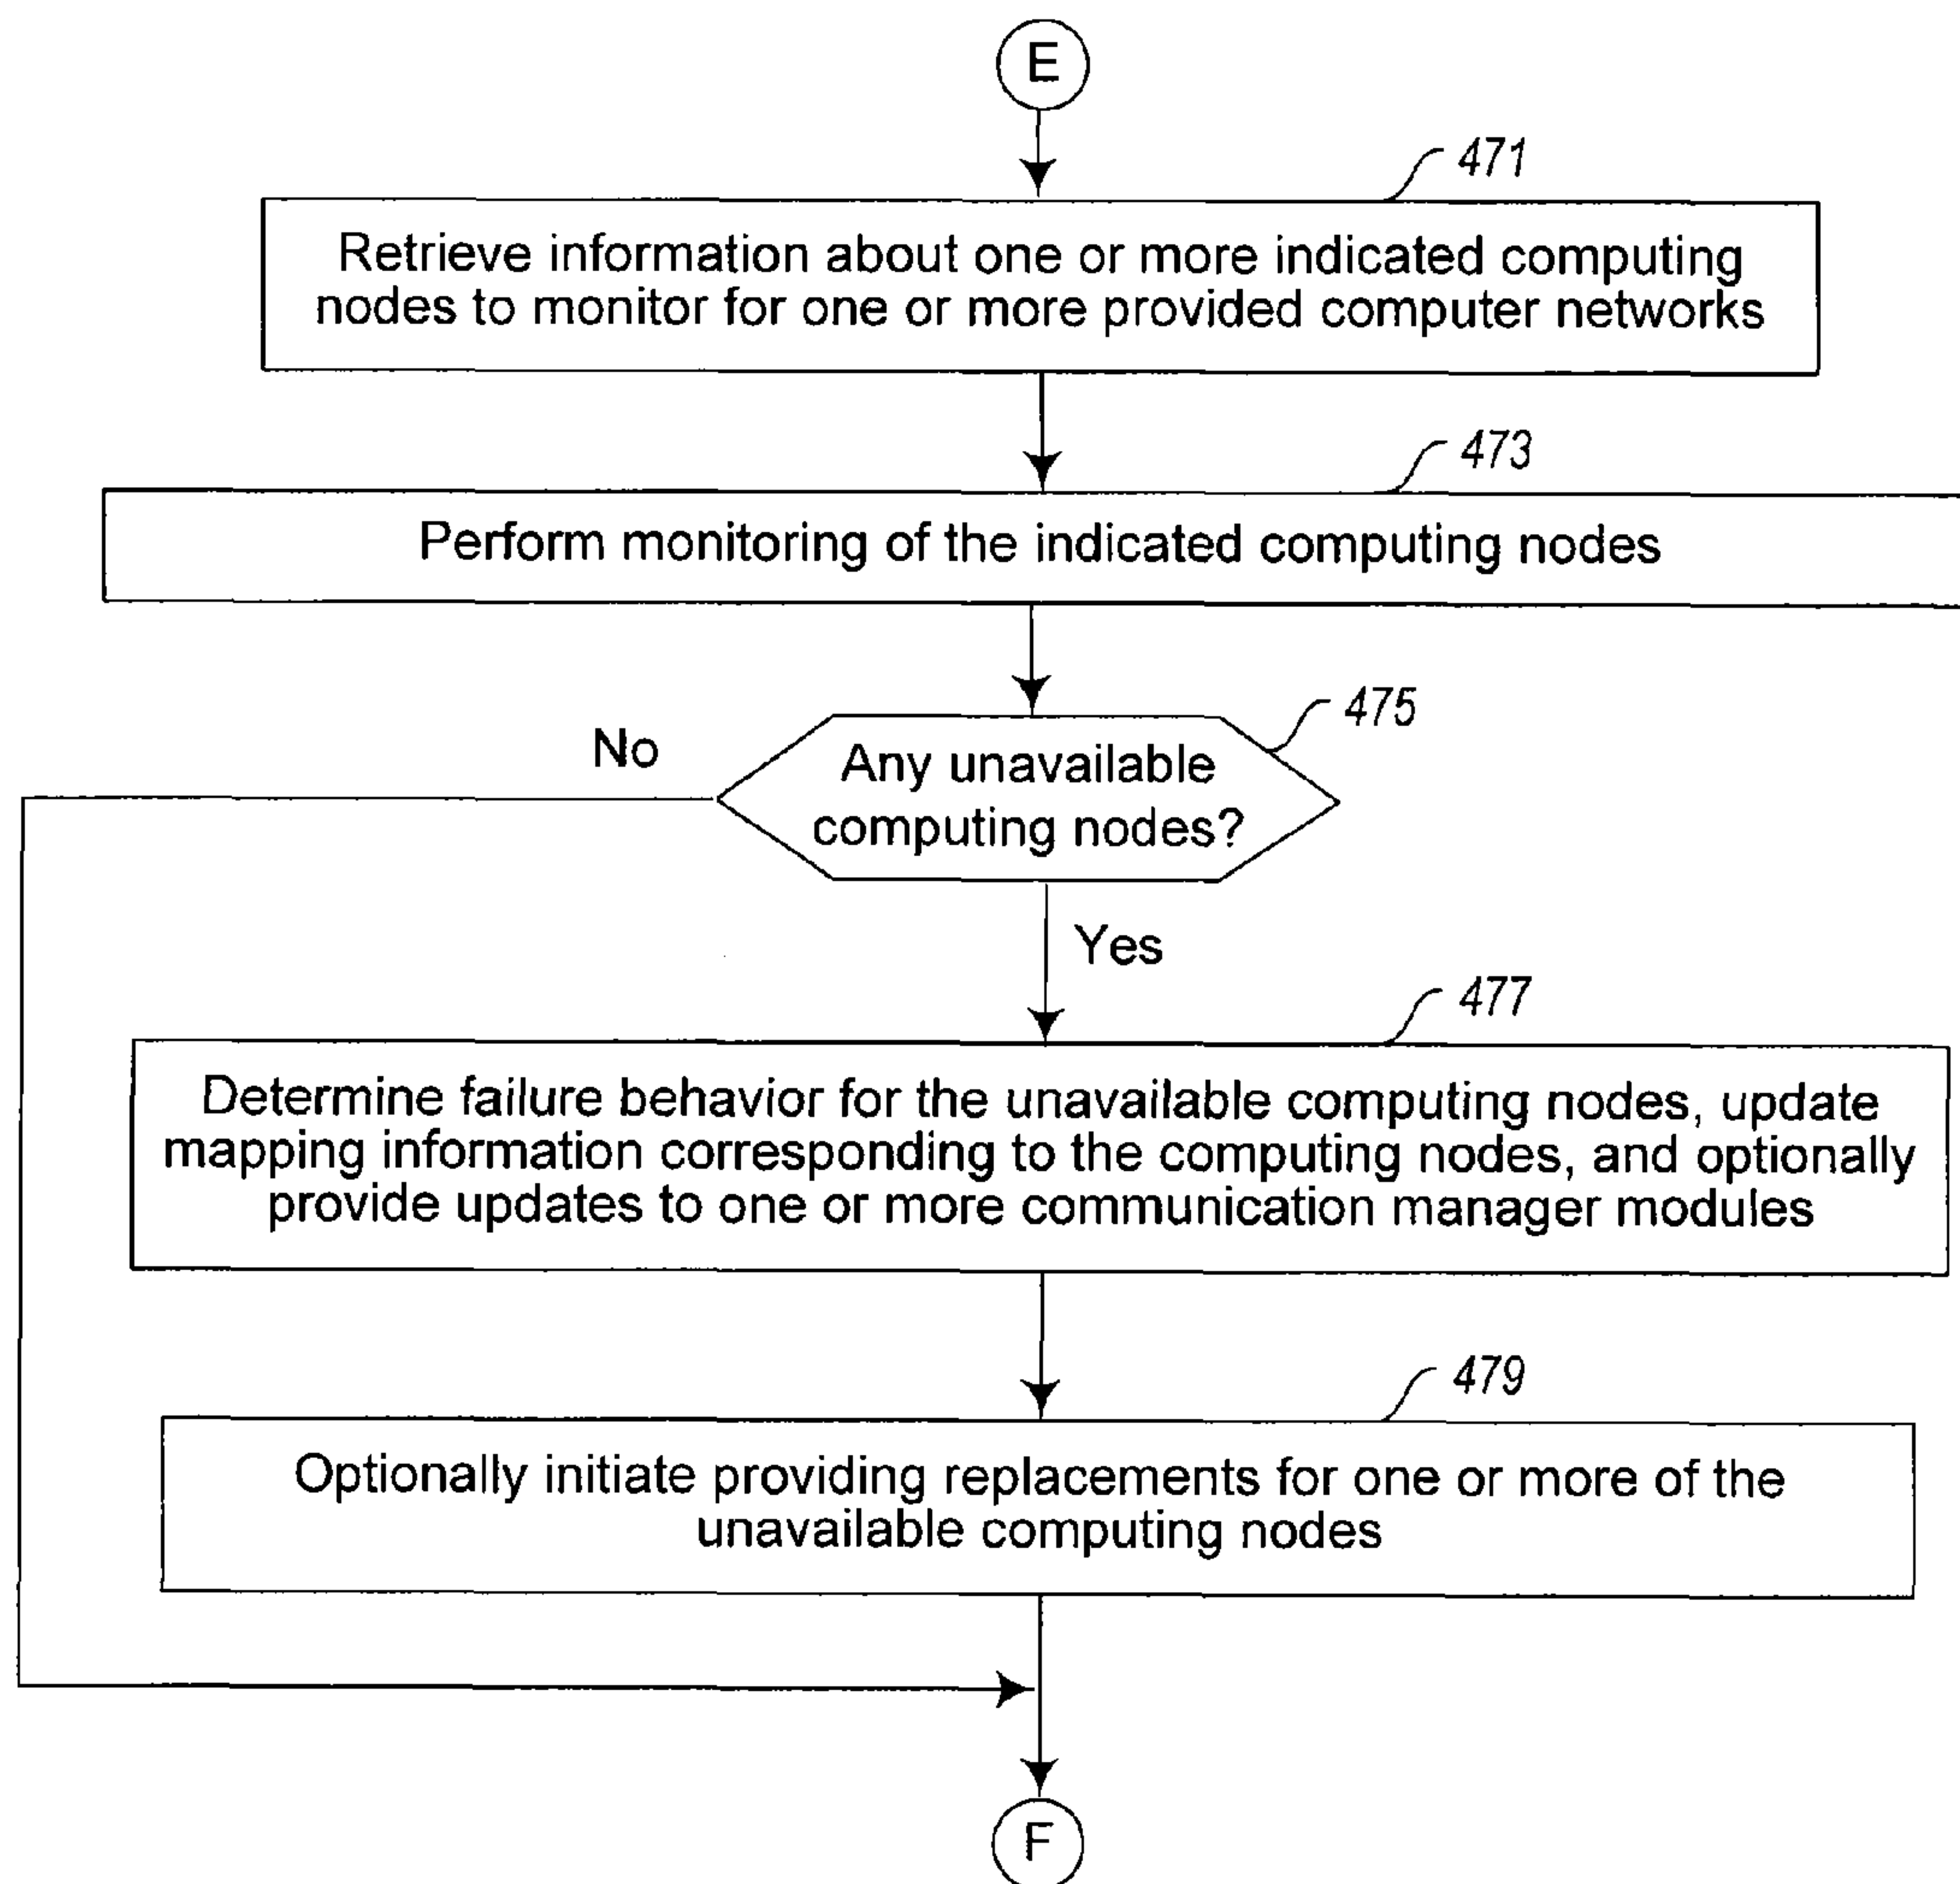 E
471
Retrieve information about one or more indicated computing
nodes to monitor for one or more provided computer networks
473
Perform monitoring of the indicated computing nodes
475
No
Any unavailable
computing nodes?
Yes
477
Determine failure behavior for the unavailable computing nodes, update
mapping information corresponding to the computing nodes, and optionally
provide updates to one or more communication manager modules
479
Optionally initiate providing replacements for one or more of the
unavailable computing nodes
F